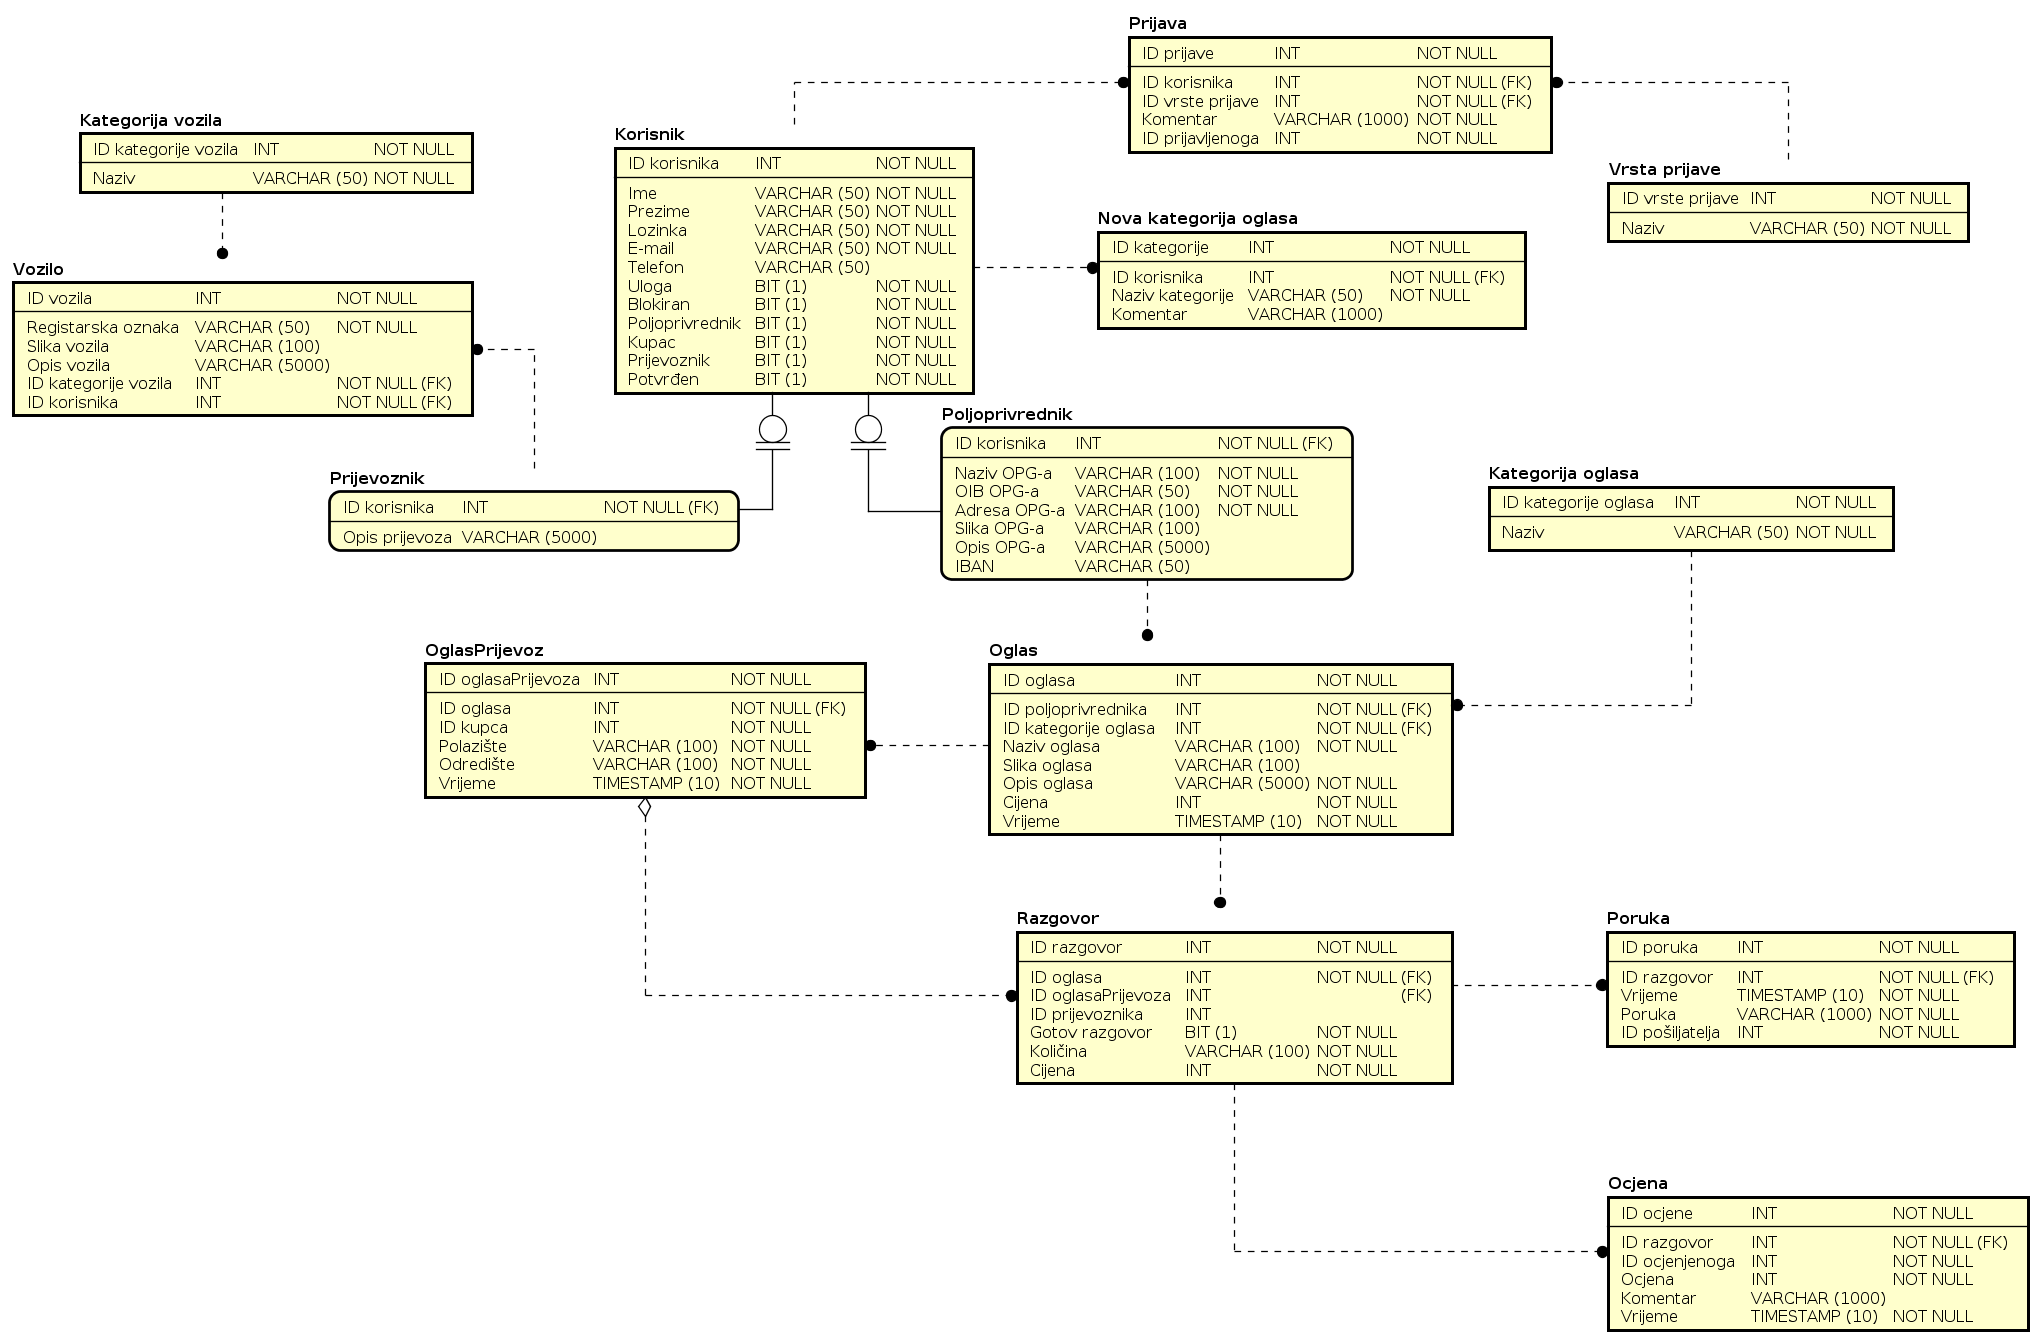 Prijava
ID prijave INT NOT NULL
ID korisnika INT NOT NULL (FK)
ID vrste prijave INT NOT NULL (FK)
Komentar VARCHAR (1000) NOT NULL
ID prijavljenoga INT NOT NULL
Kategorija vozila
ID kategorije vozila INT NOT NULL
Naziv VARCHAR (50) NOT NULL
Korisnik
ID korisnika INT NOT NULL
Ime VARCHAR (50) NOT NULL
Prezime VARCHAR (50) NOT NULL
Lozinka VARCHAR (50) NOT NULL
E-mail VARCHAR (50) NOT NULL
Telefon VARCHAR (50)
Uloga BIT (1) NOT NULL
Blokiran BIT (1) NOT NULL
Poljoprivrednik BIT (1) NOT NULL
Kupac BIT (1) NOT NULL
Prijevoznik BIT (1) NOT NULL
Potvrđen BIT (1) NOT NULL
Vrsta prijave
ID vrste prijave INT NOT NULL
Naziv VARCHAR (50) NOT NULL
Nova kategorija oglasa
ID kategorije INT NOT NULL
ID korisnika INT NOT NULL (FK)
Naziv kategorije VARCHAR (50) NOT NULL
Komentar VARCHAR (1000)
Vozilo
ID vozila INT NOT NULL
Registarska oznaka VARCHAR (50) NOT NULL
Slika vozila VARCHAR (100)
Opis vozila VARCHAR (5000)
ID kategorije vozila INT NOT NULL (FK)
ID korisnika INT NOT NULL (FK)
Poljoprivrednik
ID korisnika INT NOT NULL (FK)
Naziv OPG-a VARCHAR (100) NOT NULL
OIB OPG-a VARCHAR (50) NOT NULL
Adresa OPG-a VARCHAR (100) NOT NULL
Slika OPG-a VARCHAR (100)
Opis OPG-a VARCHAR (5000)
IBAN VARCHAR (50)
Prijevoznik
ID korisnika INT NOT NULL (FK)
Opis prijevoza VARCHAR (5000)
Kategorija oglasa
ID kategorije oglasa INT NOT NULL
Naziv VARCHAR (50) NOT NULL
OglasPrijevoz
ID oglasaPrijevoza INT NOT NULL
ID oglasa INT NOT NULL (FK)
ID kupca INT NOT NULL
Polazište VARCHAR (100) NOT NULL
Odredište VARCHAR (100) NOT NULL
Vrijeme TIMESTAMP (10) NOT NULL
Oglas
ID oglasa INT NOT NULL
ID poljoprivrednika INT NOT NULL (FK)
ID kategorije oglasa INT NOT NULL (FK)
Naziv oglasa VARCHAR (100) NOT NULL
Slika oglasa VARCHAR (100)
Opis oglasa VARCHAR (5000) NOT NULL
Cijena INT NOT NULL
Vrijeme TIMESTAMP (10) NOT NULL
Razgovor
ID razgovor INT NOT NULL
ID oglasa INT NOT NULL (FK)
ID oglasaPrijevoza INT (FK)
ID prijevoznika INT
Gotov razgovor BIT (1) NOT NULL
Količina VARCHAR (100) NOT NULL
Cijena INT NOT NULL
Poruka
ID poruka INT NOT NULL
ID razgovor INT NOT NULL (FK)
Vrijeme TIMESTAMP (10) NOT NULL
Poruka VARCHAR (1000) NOT NULL
ID pošiljatelja INT NOT NULL
Ocjena
ID ocjene INT NOT NULL
ID razgovor INT NOT NULL (FK)
ID ocjenjenoga INT NOT NULL
Ocjena INT NOT NULL
Komentar VARCHAR (1000)
Vrijeme TIMESTAMP (10) NOT NULL